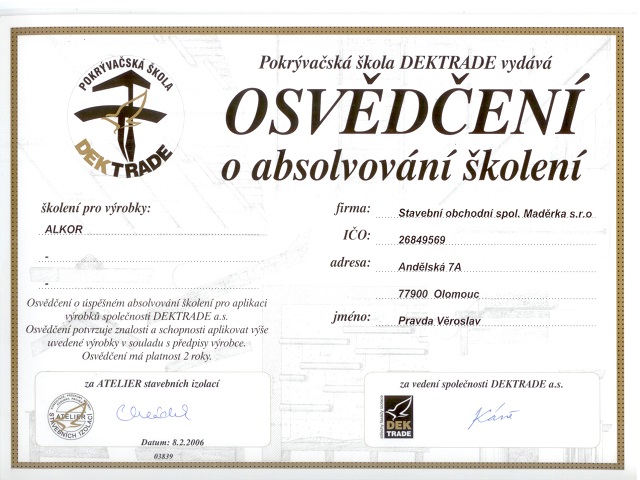 POKRÝVAČSKÁ ŠKOLA
DEKTRADE
Pokrývačská škola DEKTRADE vydává
OSVĚDČENÍ
o absolvování školení
školení pro výrobky:
ALKOR
-
-
firma: Stavební obchodní spol. Maděrka s.r.o
IČO: 26849569
adresa: Andělská 7A
77900 Olomouc
jméno: Pravda Věroslav
Osvědčení o úspěšném absolvování školení pro aplikaci
výrobků společnosti DEKTRADE a.s.
Osvědčení potvrzuje znalosti a schopnosti aplikovat výše
uvedené výrobky v souladu s předpisy výrobce.
Osvědčení má platnost 2 roky.
za ATELIER stavebních izolací
ATELIER
STAVEBNÍCH IZOLACÍ
Datum: 8.2.2006
03839
za vedení společnosti DEKTRADE a.s.
DEK
TRADE